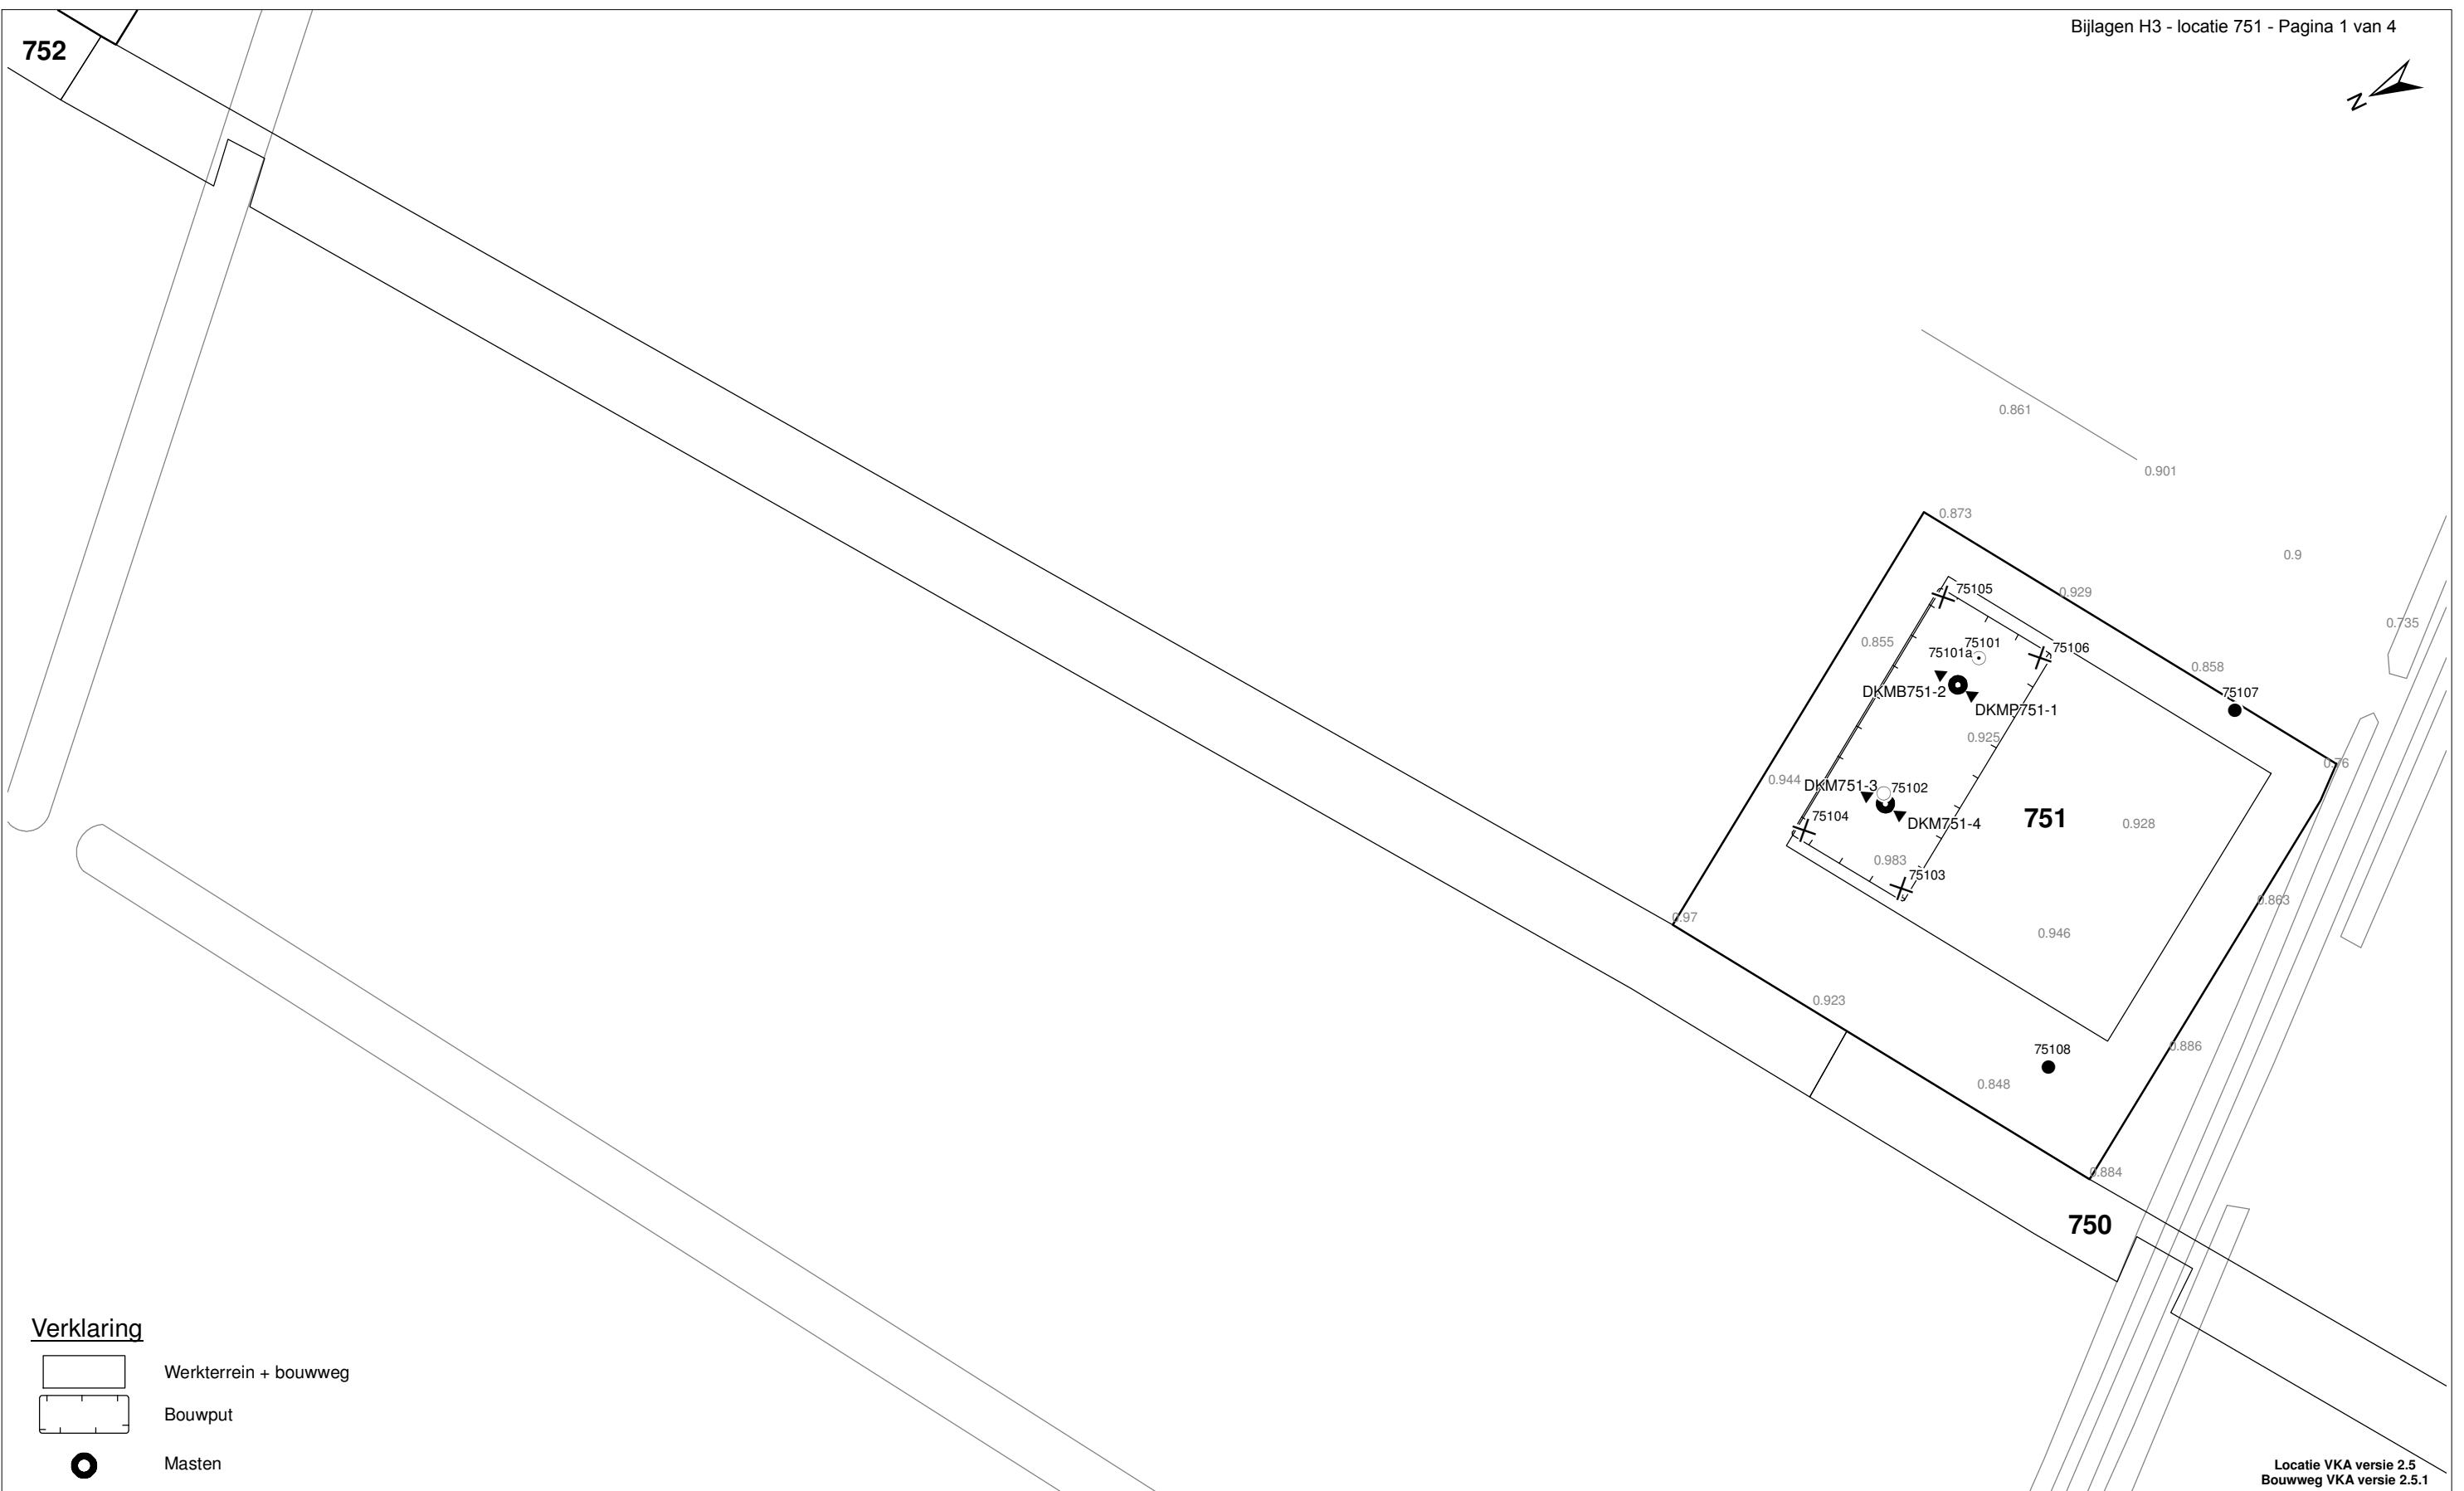 Bijlagen H3 - locatie 751 - Pagina 1 van 4
752
N
0.861
0.901
0.873
0.9
75105
0.929
0.735
0.855
75101
75106
75101a
0.858
DKMB751-2
75107
DKMP751-1
0.925
0.76
0.944
DKM751-3
75102
75104
DKM751-4
751
0.928
0.983
75103
0.863
0.97
0.946
0.923
75108
0.886
0.848
0.884
750
Verklaring
Werkterrein + bouwweg
Bouwput
Masten
Locatie VKA versie 2.5
Bouwweg VKA versie 2.5.1